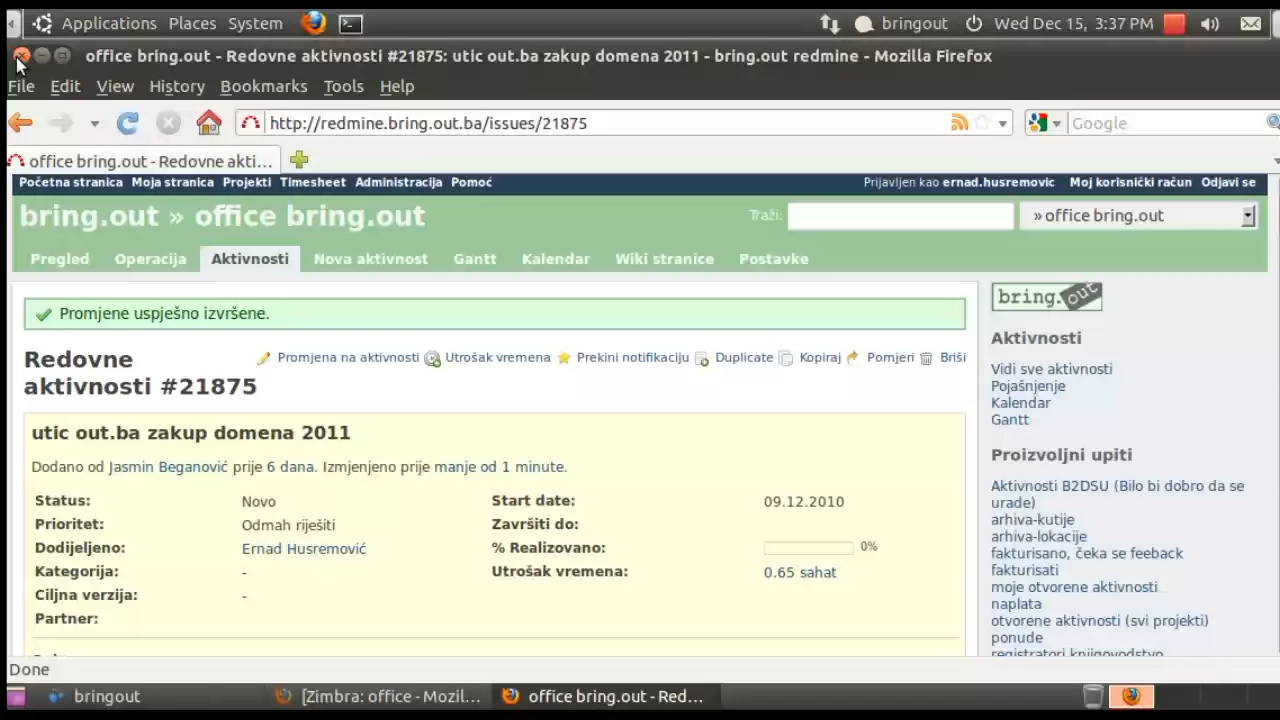 Applications Places System bringout Wed Dec 15, 3:37 PM
office bring.out - Redovne aktivnosti #21875: utic out.ba zakup domena 2011 - bring.out redmine - Mozilla Firefox
File Edit View History Bookmarks Tools Help
http://redmine.bring.out.ba/issues/21875 Google
office bring.out - Redovne akti...
Početna stranica Moja stranica Projekti Timesheet Administracija Pomoć Prijavljen kao ernad.husremovic Moj korisnički račun Odjavi se
bring.out » office bring.out Traži: » office bring.out
Pregled Operacija Aktivnosti Nova aktivnost Gantt Kalendar Wiki stranice Postavke
Promjene uspješno izvršene.
Redovne aktivnosti #21875
Promjena na aktivnosti Utrošak vremena Prekini notifikaciju Duplicate Kopiraj Pomjeri Briši
utic out.ba zakup domena 2011
Dodano od Jasmin Beganović prije 6 dana. Izmjenjeno prije manje od 1 minute.
Status: Novo Start date: 09.12.2010
Prioritet: Odmah riješiti Završiti do:
Dodijeljeno: Ernad Husremović % Realizovano: 0%
Kategorija: - Utrošak vremena: 0.65 sahat
Ciljna verzija: -
Partner:
bring.out
Aktivnosti
Vidi sve aktivnosti
Pojašnjenje
Kalendar
Gantt
Proizvoljni upiti
Aktivnosti B2DSU (Bilo bi dobro da se
urade)
arhiva-kutije
arhiva-lokacije
fakturisano, čeka se feeback
fakturisati
moje otvorene aktivnosti
naplata
otvorene aktivnosti (svi projekti)
ponude
registratori knjigovodstvo
Done
bringout [Zimbra: office - Mozil... office bring.out - Red...